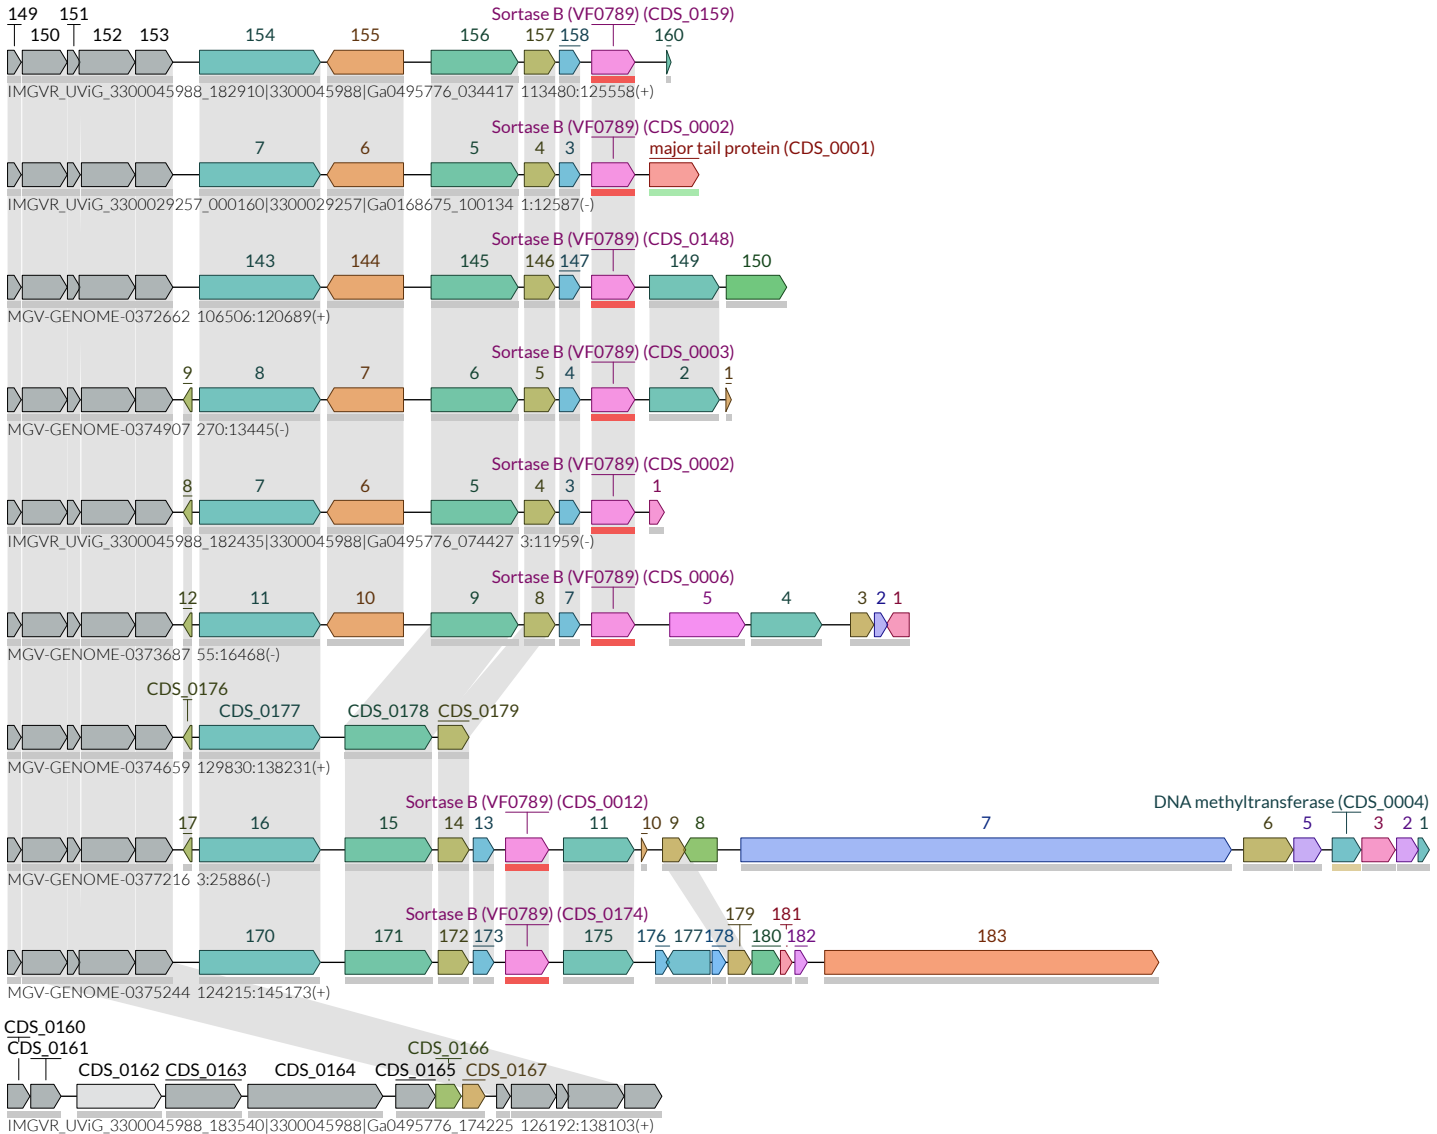 149 151 Sortase B (VF0789) (CDS_0159)
150 152 153 154 155 156 157 158 160
IMGVR_UViG_3300045988_182910|3300045988|Ga0495776_034417 113480:125558(+)
Sortase B (VF0789) (CDS_0002)
7 6 5 4 3 major tail protein (CDS_0001)
IMGVR_UViG_3300029257_000160|3300029257|Ga0168675_100134 1:12587(-)
Sortase B (VF0789) (CDS_0148)
143 144 145 146 147 149 150
MGV-GENOME-0372662 106506:120689(+)
Sortase B (VF0789) (CDS_0003)
9 8 7 6 5 4 2 1
MGV-GENOME-0374907 270:13445(-)
Sortase B (VF0789) (CDS_0002)
8 7 6 5 4 3 1
IMGVR_UViG_3300045988_182435|3300045988|Ga0495776_074427 3:11959(-)
Sortase B (VF0789) (CDS_0006)
12 11 10 9 8 7 5 4 3 2 1
MGV-GENOME-0373687 55:16468(-)
CDS_0176
CDS_0177 CDS_0178 CDS_0179
MGV-GENOME-0374659 129830:138231(+)
Sortase B (VF0789) (CDS_0012) DNA methyltransferase (CDS_0004)
17 16 15 14 13 11 10 9 8 7 6 5 3 2 1
MGV-GENOME-0377216 3:25886(-)
Sortase B (VF0789) (CDS_0174) 179 181
170 171 172 173 175 176 177 178 180 182 183
MGV-GENOME-0375244 124215:145173(+)
CDS_0160
CDS_0161 CDS_0166
CDS_0162 CDS_0163 CDS_0164 CDS_0165 CDS_0167
IMGVR_UViG_3300045988_183540|3300045988|Ga0495776_174225 126192:138103(+)